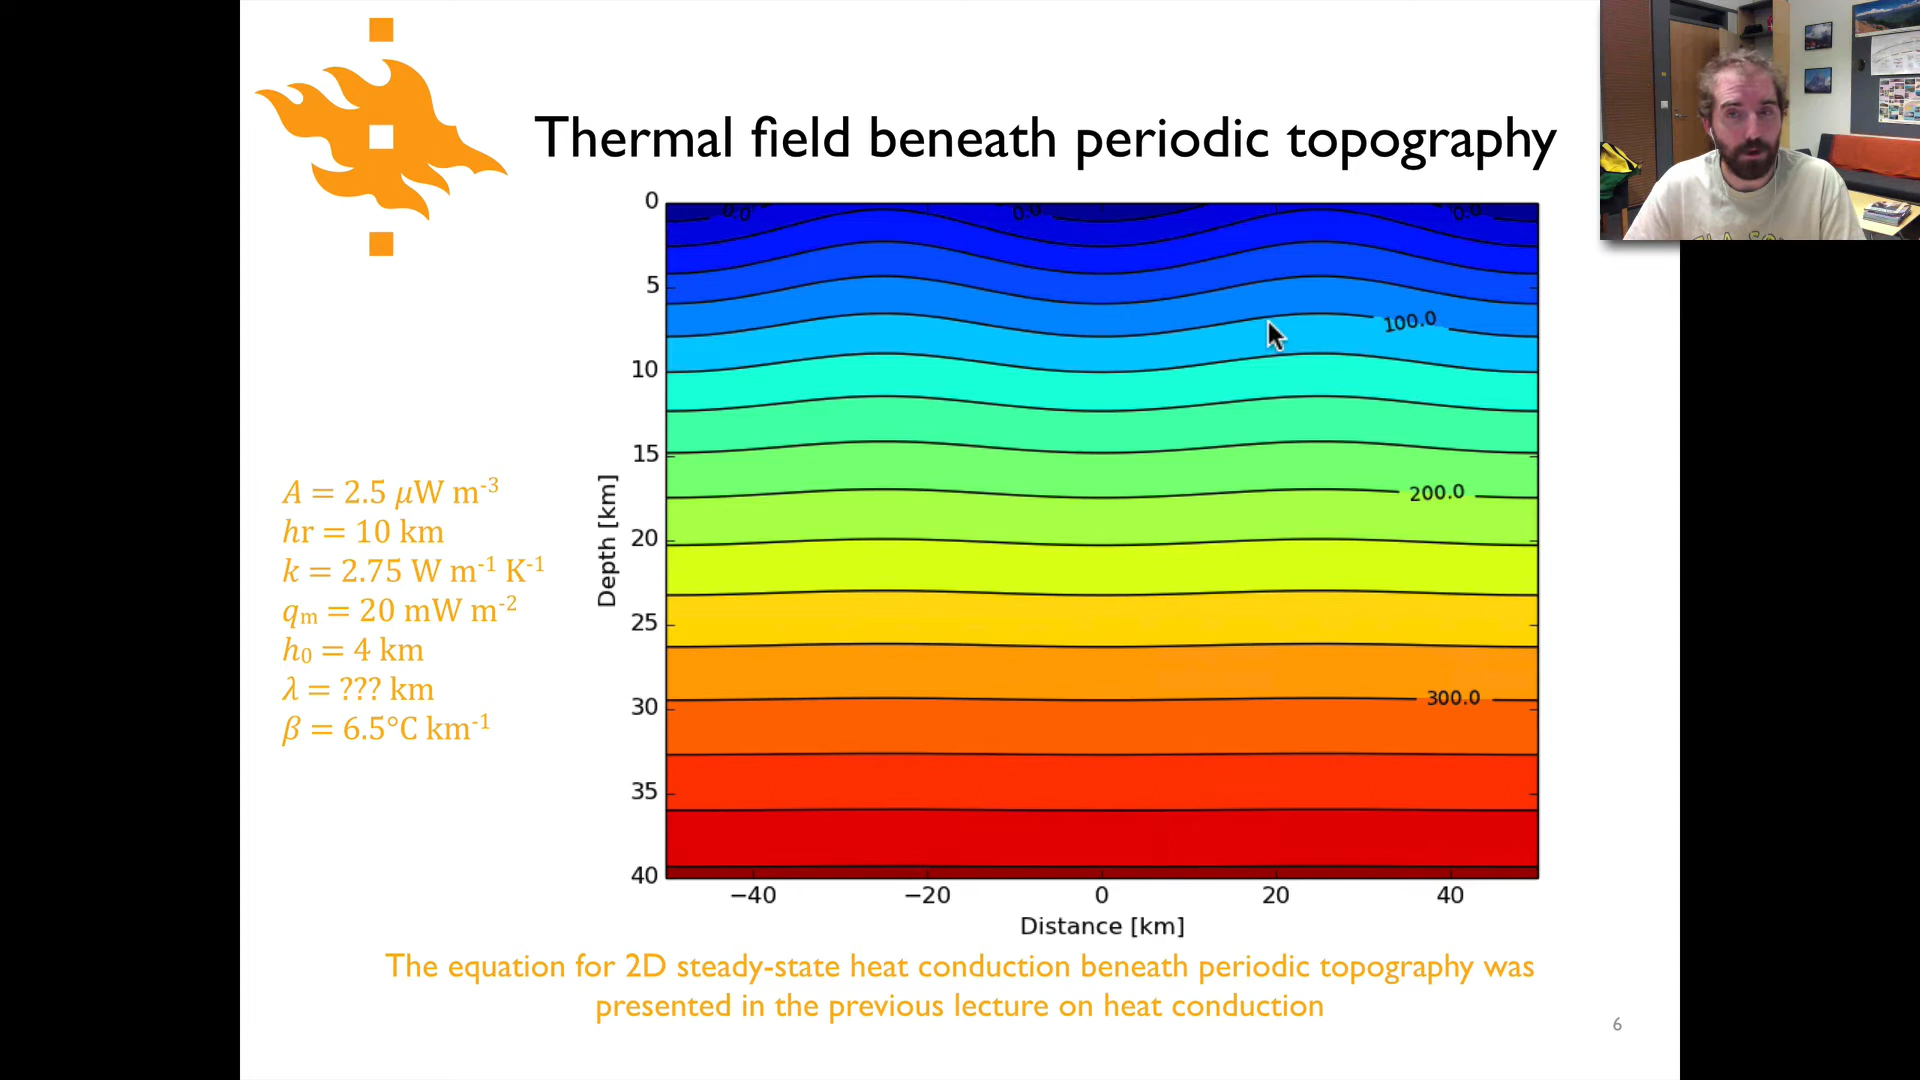 Thermal field beneath periodic topography
0
5
10
15
20
25
30
35
40
Depth [km]
0.0
0.0
0.0
100.0
200.0
300.0
−40
−20
0
20
40
Distance [km]
A = 2.5 μW m-3
hr = 10 km
k = 2.75 W m-1 K-1
qm = 20 mW m-2
h0 = 4 km
λ = ??? km
β = 6.5°C km-1
The equation for 2D steady-state heat conduction beneath periodic topography was
presented in the previous lecture on heat conduction
6